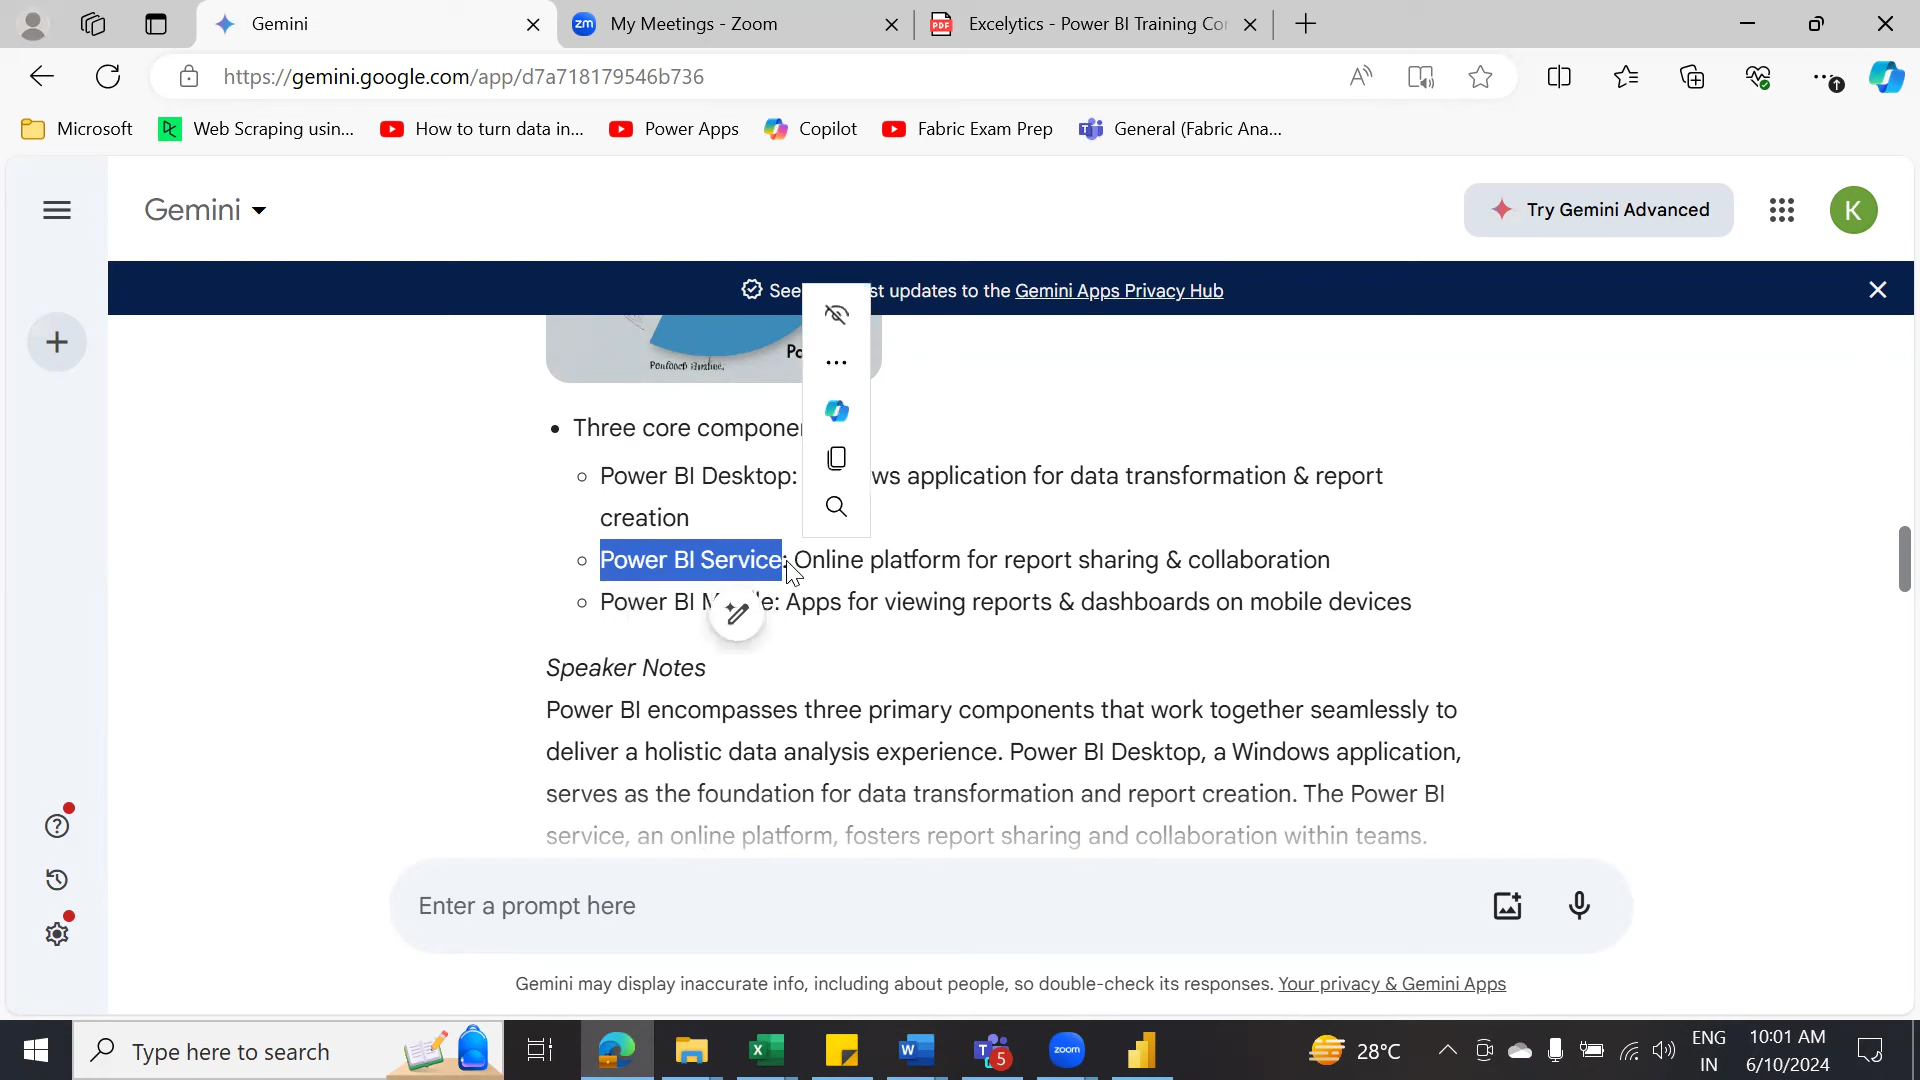 Gemini
My Meetings - Zoom
PDF
Excelytics - Power BI Training Cor
zm
https://gemini.google.com/app/d7a718179546b736
Microsoft
Web Scraping usin...
How to turn data in...
Power Apps
Copilot
Fabric Exam Prep
General (Fabric Ana...
Gemini
Try Gemini Advanced
K
See st updates to the Gemini Apps Privacy Hub
• Three core componen
Power BI Desktop: ws application for data transformation & report
creation
Power BI Service: Online platform for report sharing & collaboration
Power BI M e: Apps for viewing reports & dashboards on mobile devices
Speaker Notes
Power BI encompasses three primary components that work together seamlessly to
deliver a holistic data analysis experience. Power BI Desktop, a Windows application,
serves as the foundation for data transformation and report creation. The Power BI
service, an online platform, fosters report sharing and collaboration within teams.
Enter a prompt here
Gemini may display inaccurate info, including about people, so double-check its responses. Your privacy & Gemini Apps
Type here to search
5
zoom
28°C
ENG
IN
10:01 AM
6/10/2024